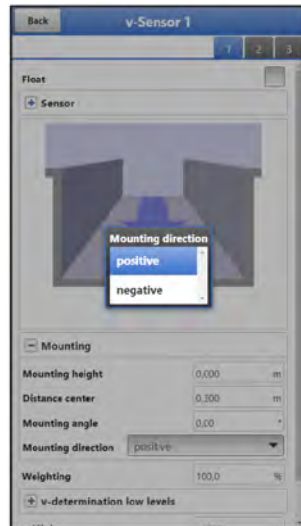 Back v-Sensor 1
1 2 3
Float
+ Sensor
Mounting direction
positive
negative
− Mounting
Mounting height 0,000 m
Distance center 0,300 m
Mounting angle 0,00 °
Mounting direction positive
Weighting 100,0 %
+ v-determination low levels